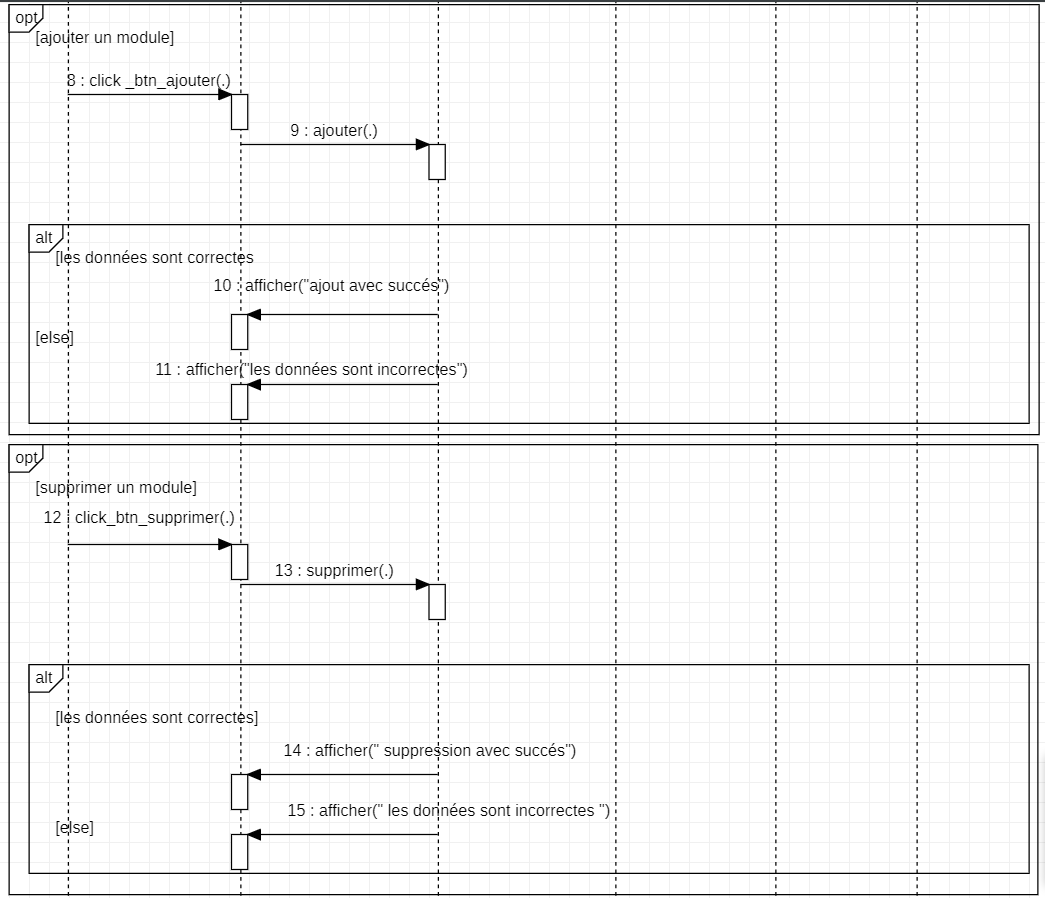 opt
[ajouter un module]
8 : click _btn_ajouter(.)
9 : ajouter(.)
alt
[les données sont correctes
10 : afficher("ajout avec succés")
[else]
11 : afficher("les données sont incorrectes")
opt
[supprimer un module]
12 : click_btn_supprimer(.)
13 : supprimer(.)
alt
[les données sont correctes]
14 : afficher(" suppression avec succés")
15 : afficher(" les données sont incorrectes ")
[else]